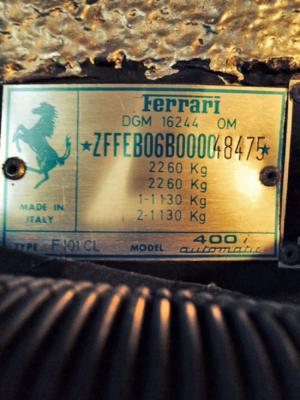 Ferrari
DGM 16244 OM
*ZFFEB06B000048475*
2260 Kg
2260 Kg
1-1130 Kg
2-1130 Kg
MADE IN
ITALY
TYPE F 101 CL MODEL 400 i
automatic